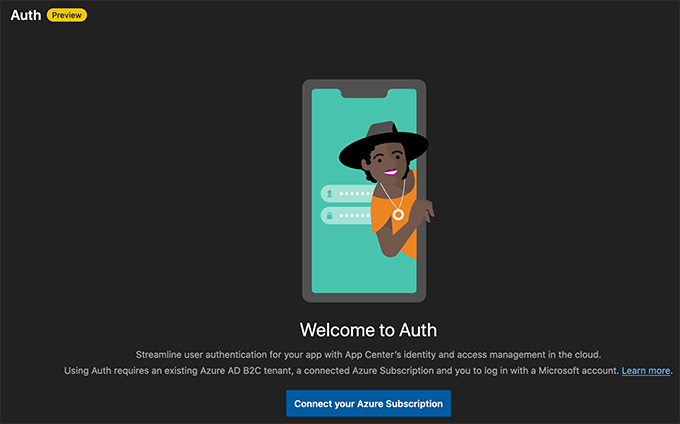 Auth Preview
Welcome to Auth
Streamline user authentication for your app with App Center's identity and access management in the cloud.
Using Auth requires an existing Azure AD B2C tenant, a connected Azure Subscription and you to log in with a Microsoft account. Learn more.
Connect your Azure Subscription